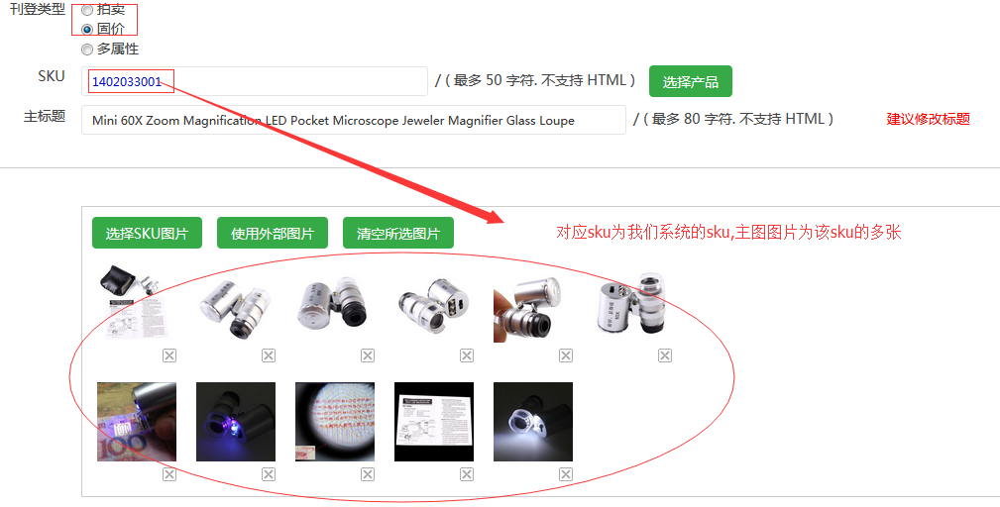 刊登类型 拍卖
固价
多属性
SKU 1402033001 / ( 最多 50 字符. 不支持 HTML ) 选择产品
主标题 Mini 60X Zoom Magnification LED Pocket Microscope Jeweler Magnifier Glass Loupe / ( 最多 80 字符. 不支持 HTML ) 建议修改标题
选择SKU图片 使用外部图片 清空所选图片 对应sku为我们系统的sku,主图图片为该sku的多张
100